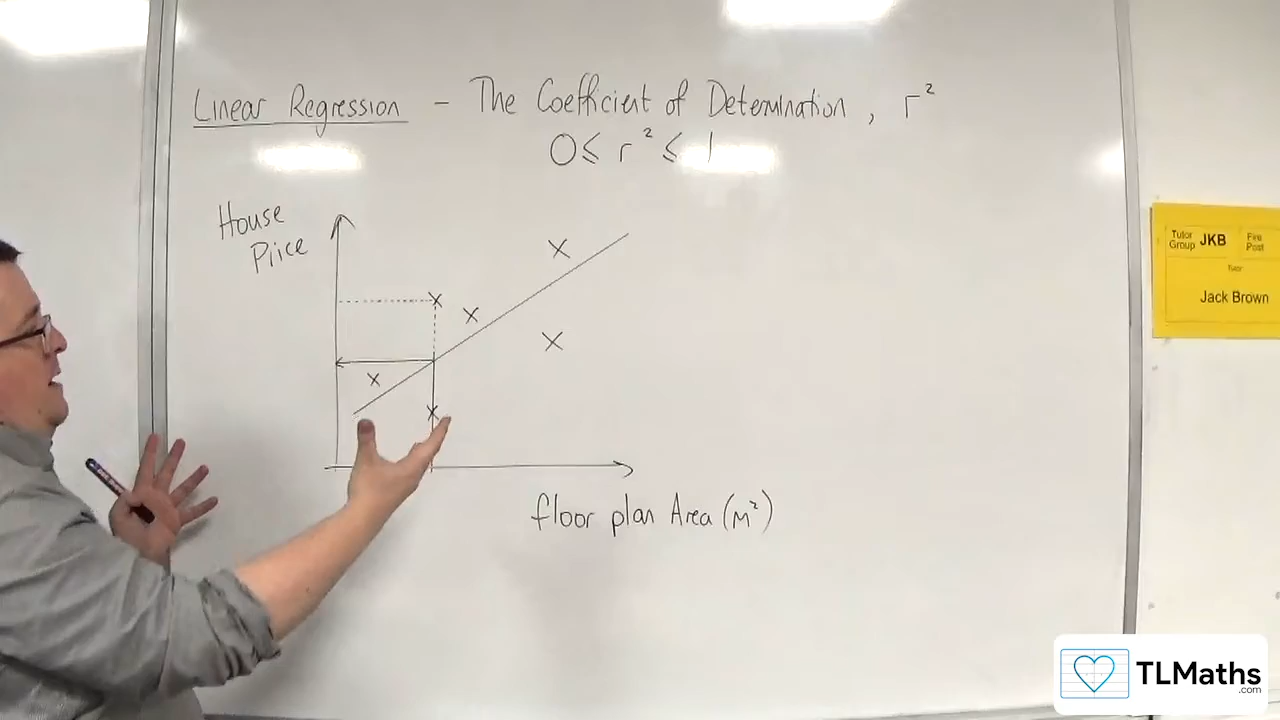 Linear Regression - The Coefficient of Determination, r²
0 ≤ r² ≤ 1
House
Price
floor plan Area (m²)
Tutor
Group JKB
Fire
Post
Tutor
Jack Brown
TLMaths
.com